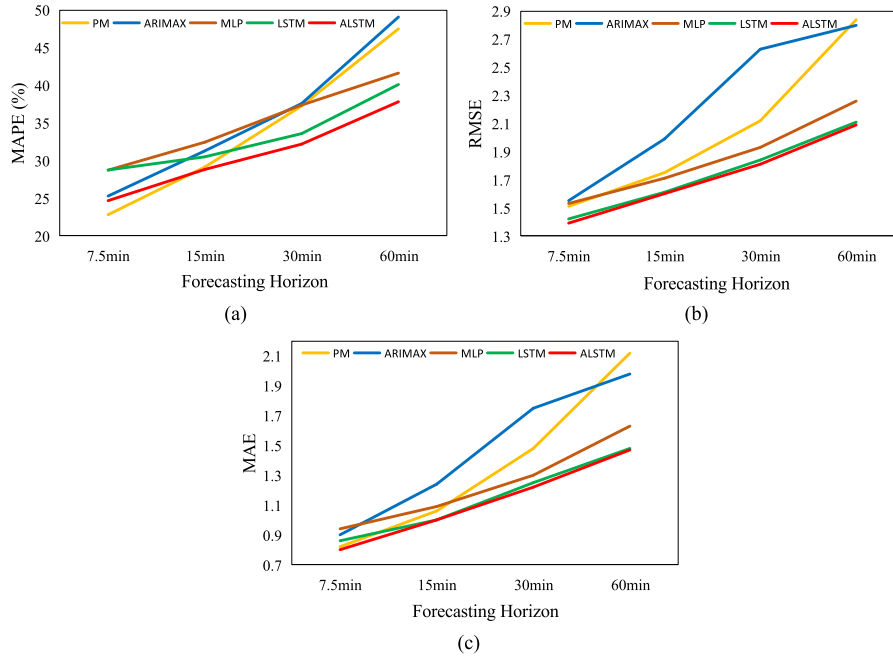 50
45
40
35
30
25
20
MAPE (%)
PM ARIMAX MLP LSTM ALSTM
7.5min 15min 30min 60min
Forecasting Horizon
(a)
2.9
2.7
2.5
2.3
2.1
1.9
1.7
1.5
1.3
RMSE
PM ARIMAX MLP LSTM ALSTM
7.5min 15min 30min 60min
Forecasting Horizon
(b)
2.1
1.9
1.7
1.5
1.3
1.1
0.9
0.7
MAE
PM ARIMAX MLP LSTM ALSTM
7.5min 15min 30min 60min
Forecasting Horizon
(c)